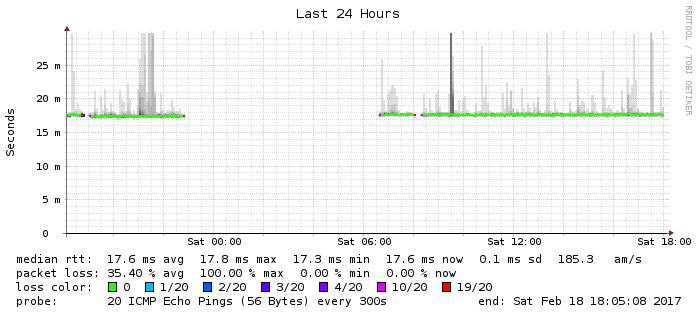 Last 24 Hours
RRDTOOL / TOBI OETIKER
Seconds
25 m
20 m
15 m
10 m
5 m
0
Sat 00:00 Sat 06:00 Sat 12:00 Sat 18:00
median rtt: 17.6 ms avg 17.8 ms max 17.3 ms min 17.6 ms now 0.1 ms sd 185.3 am/s
packet loss: 35.40 % avg 100.00 % max 0.00 % min 0.00 % now
loss color: 0 1/20 2/20 3/20 4/20 10/20 19/20
probe: 20 ICMP Echo Pings (56 Bytes) every 300s end: Sat Feb 18 18:05:08 2017